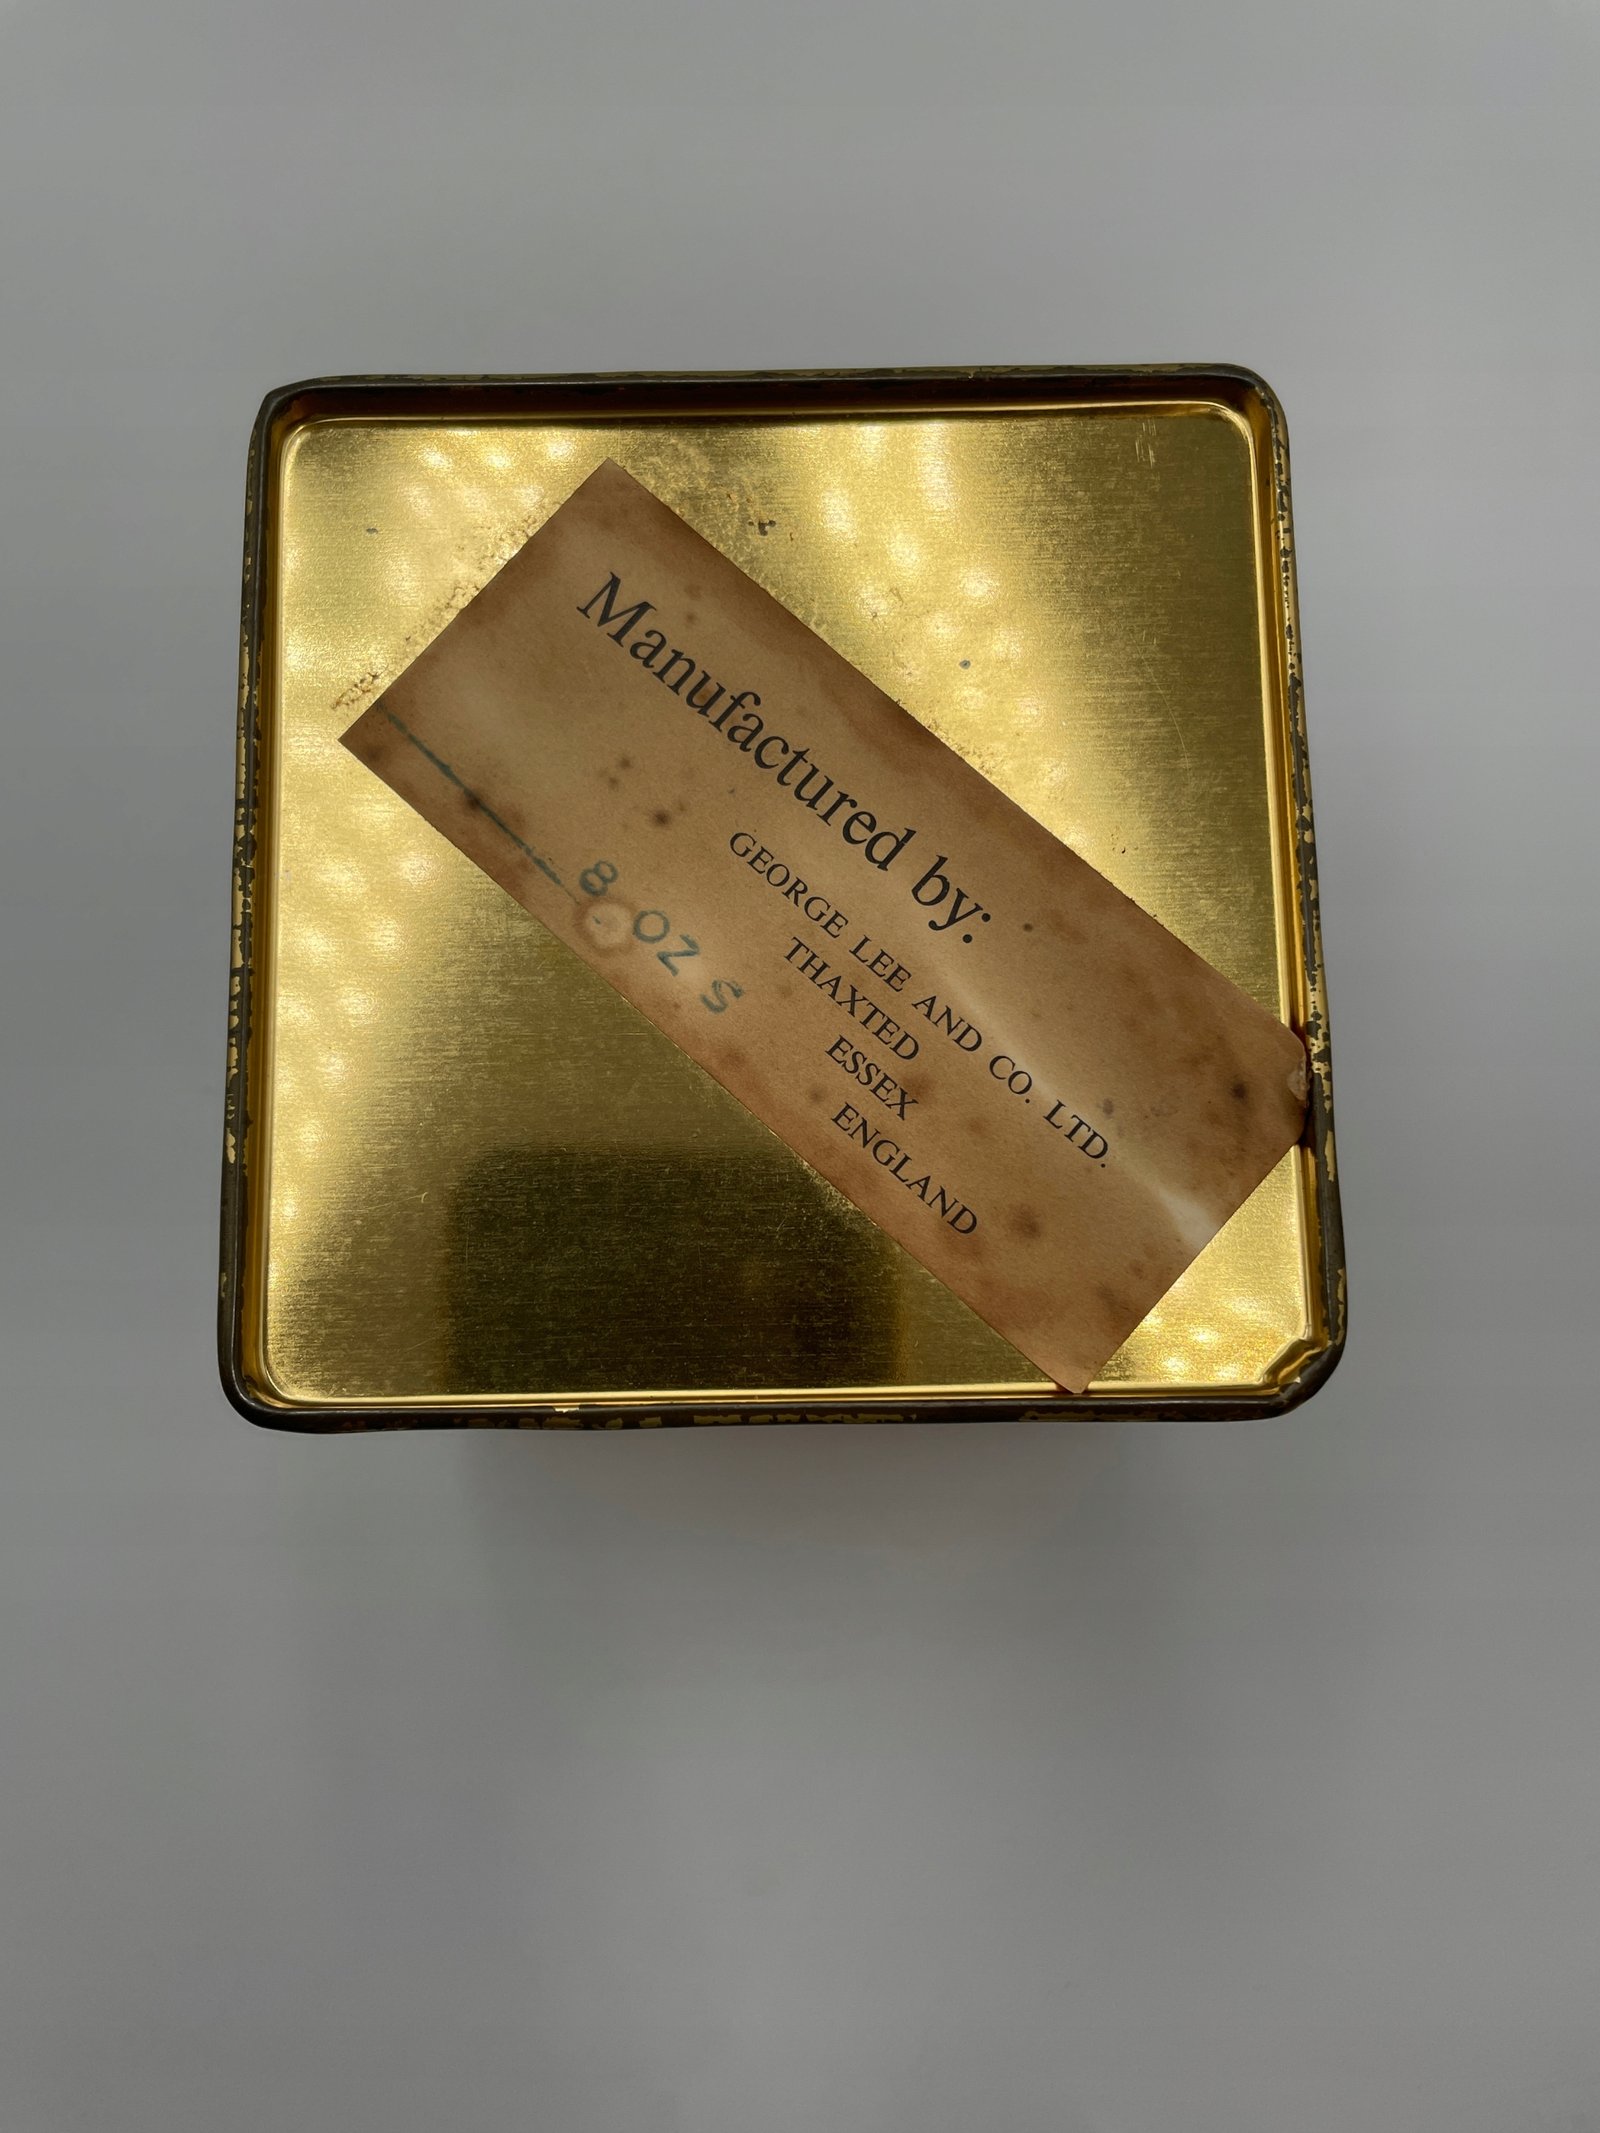 Manufactured by:
GEORGE LEE AND CO. LTD.
THAXTED
ESSEX
ENGLAND
8 OZ S